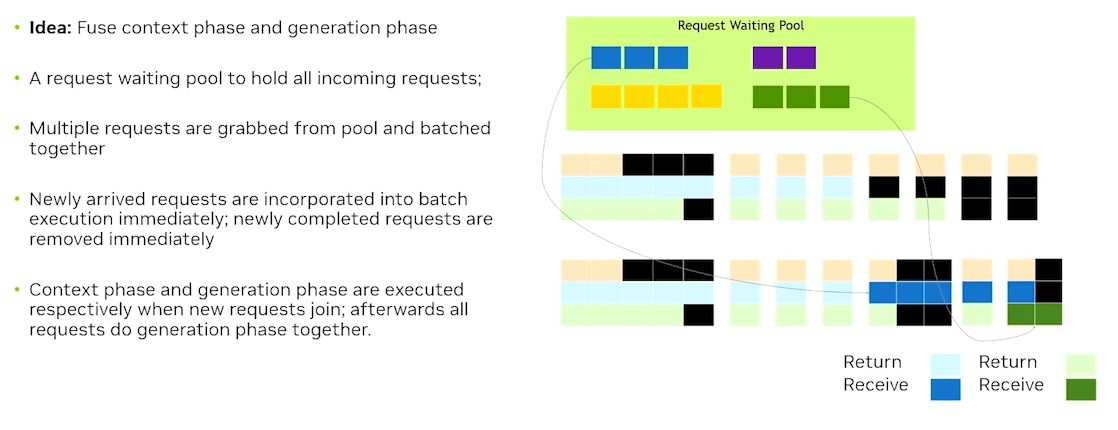 • Idea: Fuse context phase and generation phase
• A request waiting pool to hold all incoming requests;
• Multiple requests are grabbed from pool and batched
together
• Newly arrived requests are incorporated into batch
execution immediately; newly completed requests are
removed immediately
• Context phase and generation phase are executed
respectively when new requests join; afterwards all
requests do generation phase together.
Request Waiting Pool
Return Return
Receive Receive